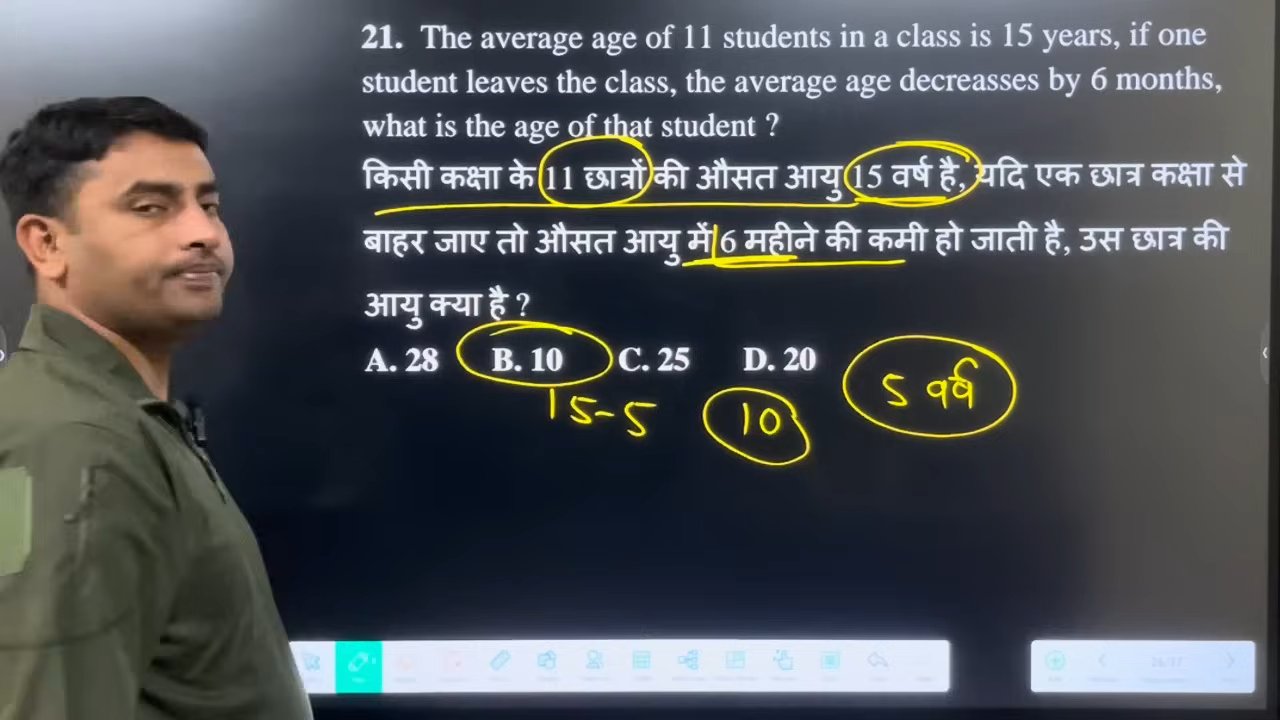 21. The average age of 11 students in a class is 15 years, if one
student leaves the class, the average age decreasses by 6 months,
what is the age of that student ?
किसी कक्षा के 11 छात्रों की औसत आयु 15 वर्ष है, यदि एक छात्र कक्षा से
बाहर जाए तो औसत आयु में 6 महीने की कमी हो जाती है, उस छात्र की
आयु क्या है ?
A. 28 B. 10 C. 25 D. 20
5 वर्ष
15-5 10
26/37